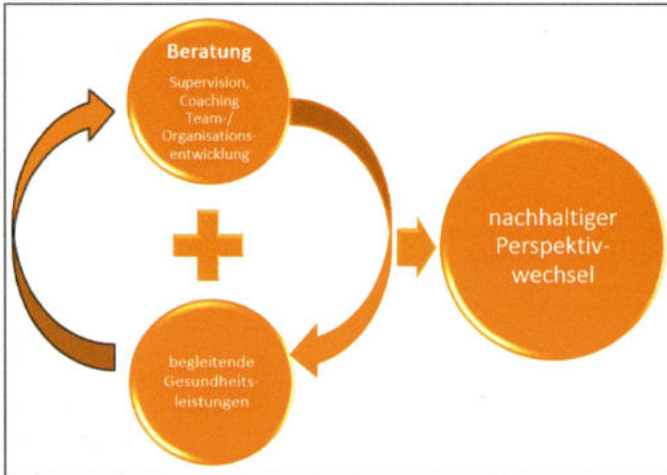 Beratung
Supervision,
Coaching
Team-/
Organisations-
entwicklung
begleitende
Gesundheits-
leistungen
nachhaltiger
Perspektiv-
wechsel